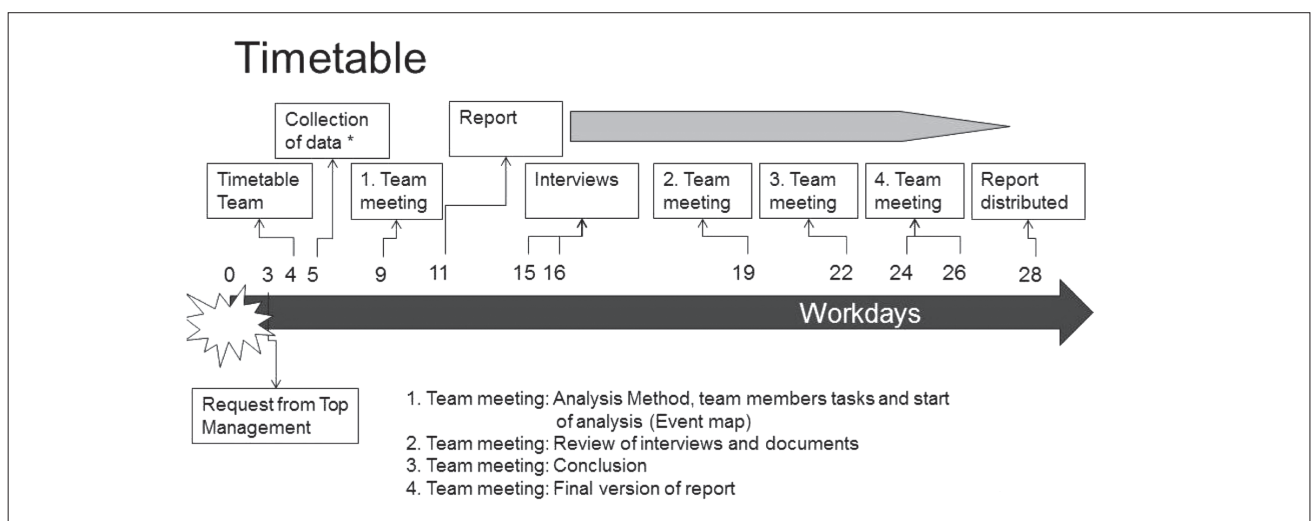 Timetable
Collection
of data *
Report
Timetable
Team
1. Team
meeting
Interviews
2. Team
meeting
3. Team
meeting
4. Team
meeting
Report
distributed
0 3 4 5 9 11 15 16 19 22 24 26 28
Workdays
Request from Top
Management
1. Team meeting: Analysis Method, team members tasks and start
of analysis (Event map)
2. Team meeting: Review of interviews and documents
3. Team meeting: Conclusion
4. Team meeting: Final version of report